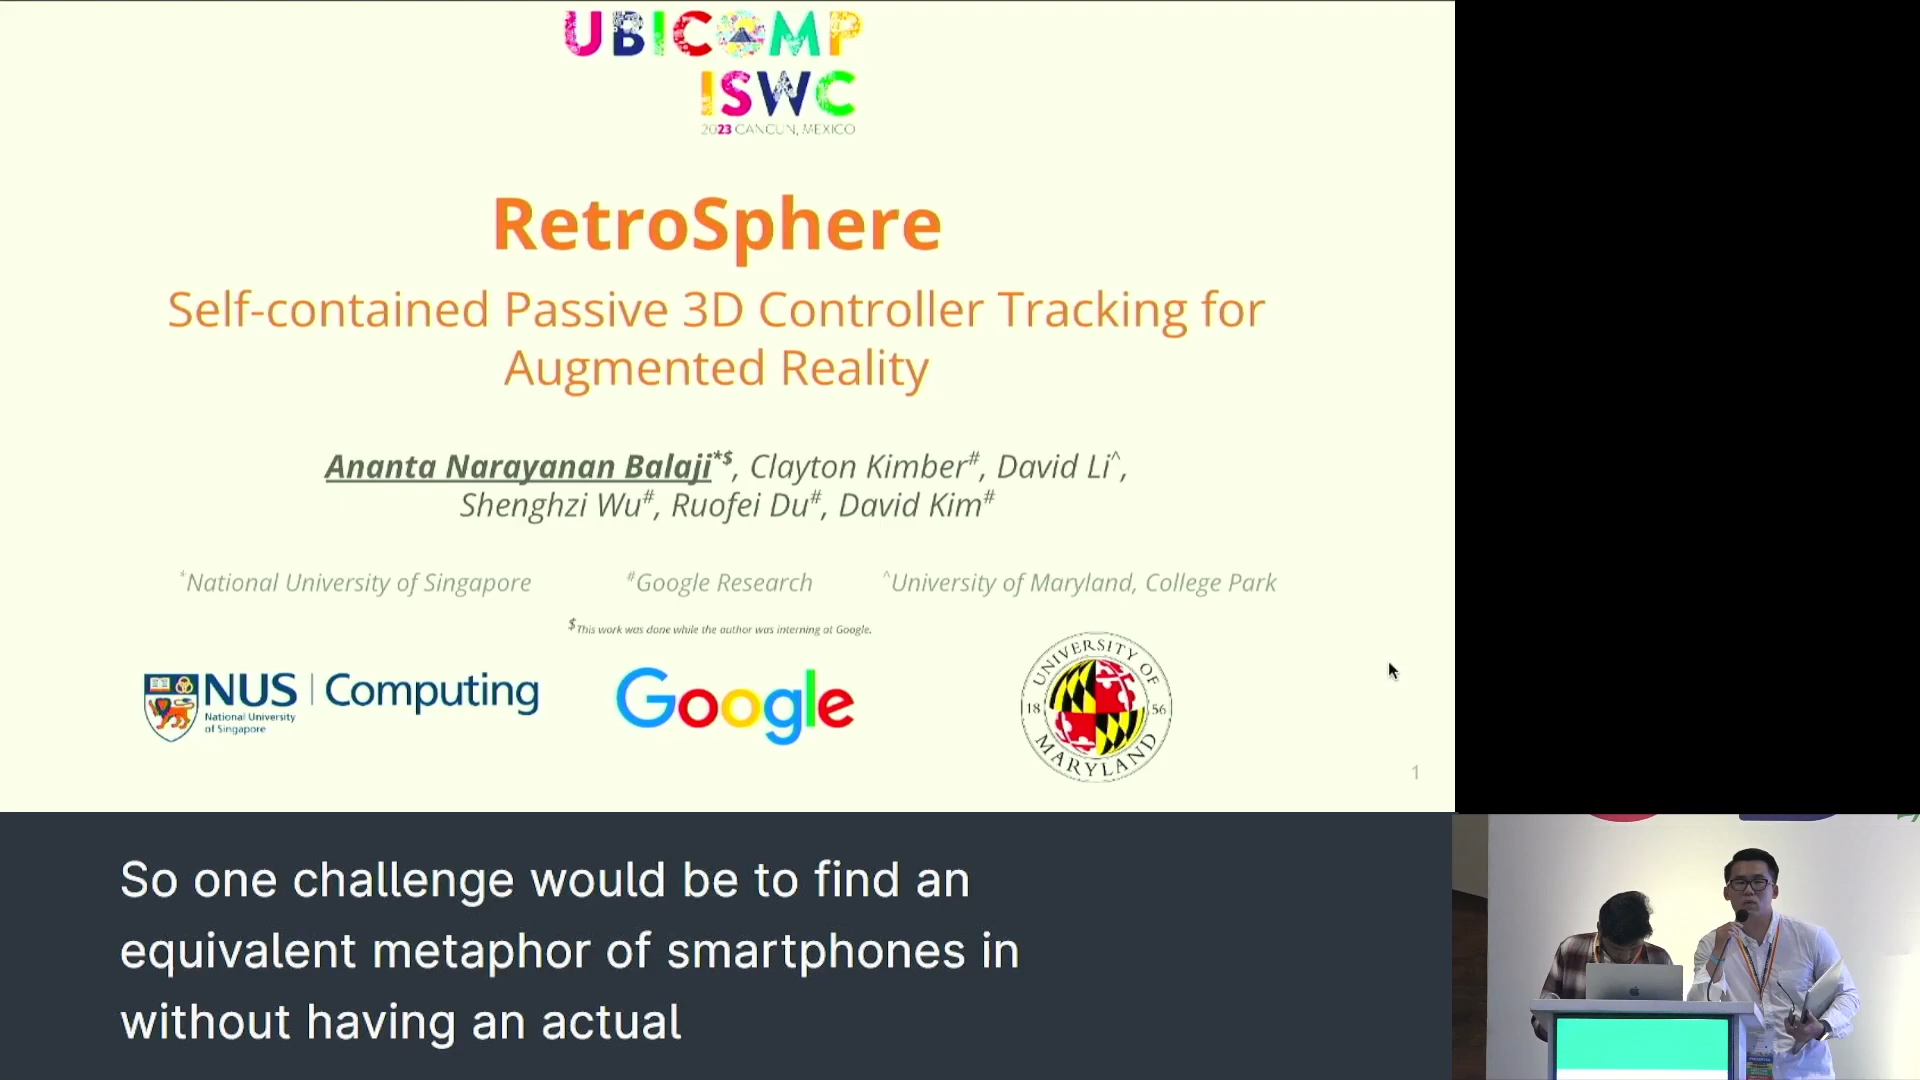 UBICOMP
ISWC
2023 CANCUN, MEXICO
RetroSphere
Self-contained Passive 3D Controller Tracking for
Augmented Reality
Ananta Narayanan Balaji*$, Clayton Kimber#, David Li^,
Shenghzi Wu#, Ruofei Du#, David Kim#
*National University of Singapore #Google Research ^University of Maryland, College Park
$This work was done while the author was interning at Google.
NUS | Computing
National University
of Singapore
Google
UNIVERSITY OF
18 56
MARYLAND
1
So one challenge would be to find an
equivalent metaphor of smartphones in
without having an actual